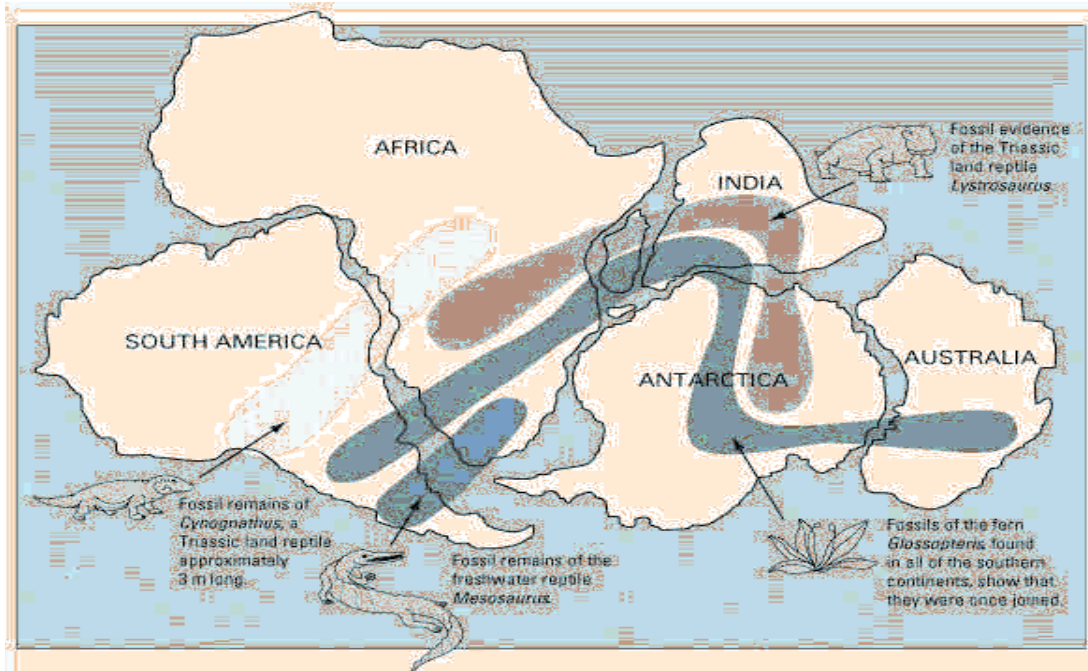 AFRICA
INDIA
Fossil evidence
of the Triassic
land reptile
Lystrosaurus.
SOUTH AMERICA
ANTARCTICA
AUSTRALIA
Fossil remains of
Cynognathus, a
Triassic land reptile
approximately
3 m long.
Fossil remains of the
freshwater reptile
Mesosaurus.
Fossils of the fern
Glossopteris, found
in all of the southern
continents, show that
they were once joined.